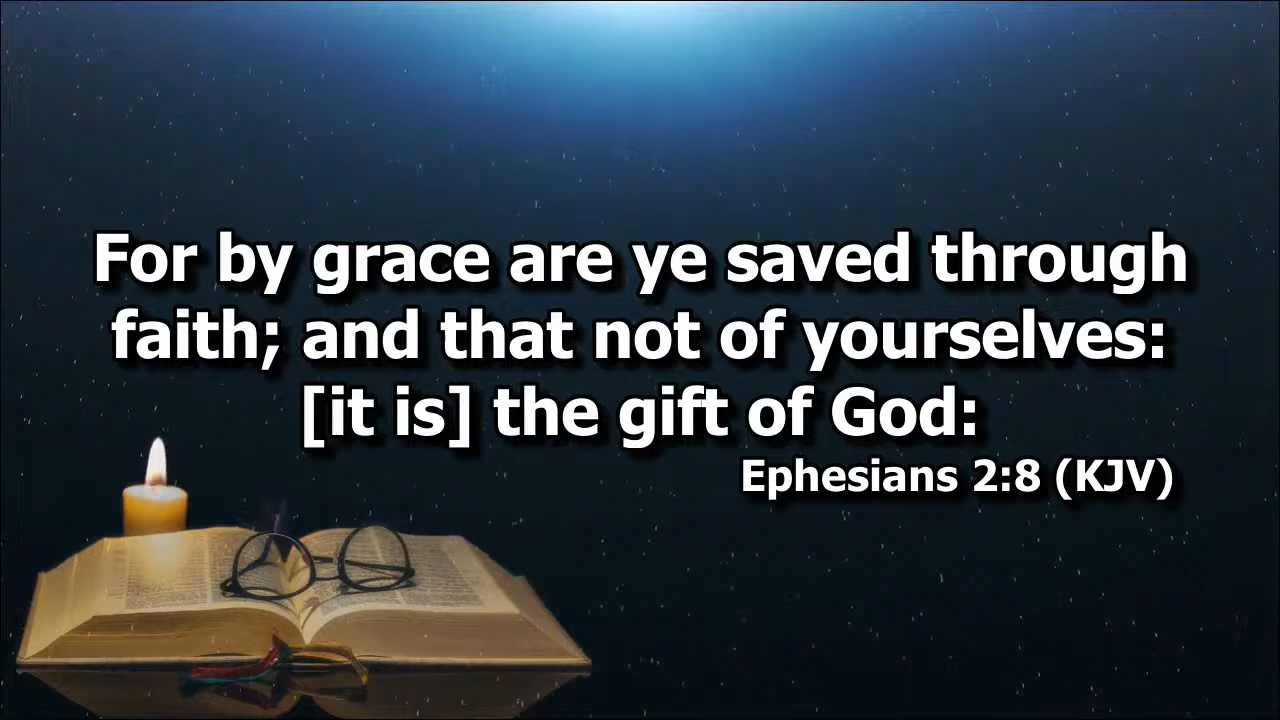 For by grace are ye saved through
faith; and that not of yourselves:
[it is] the gift of God:
Ephesians 2:8 (KJV)